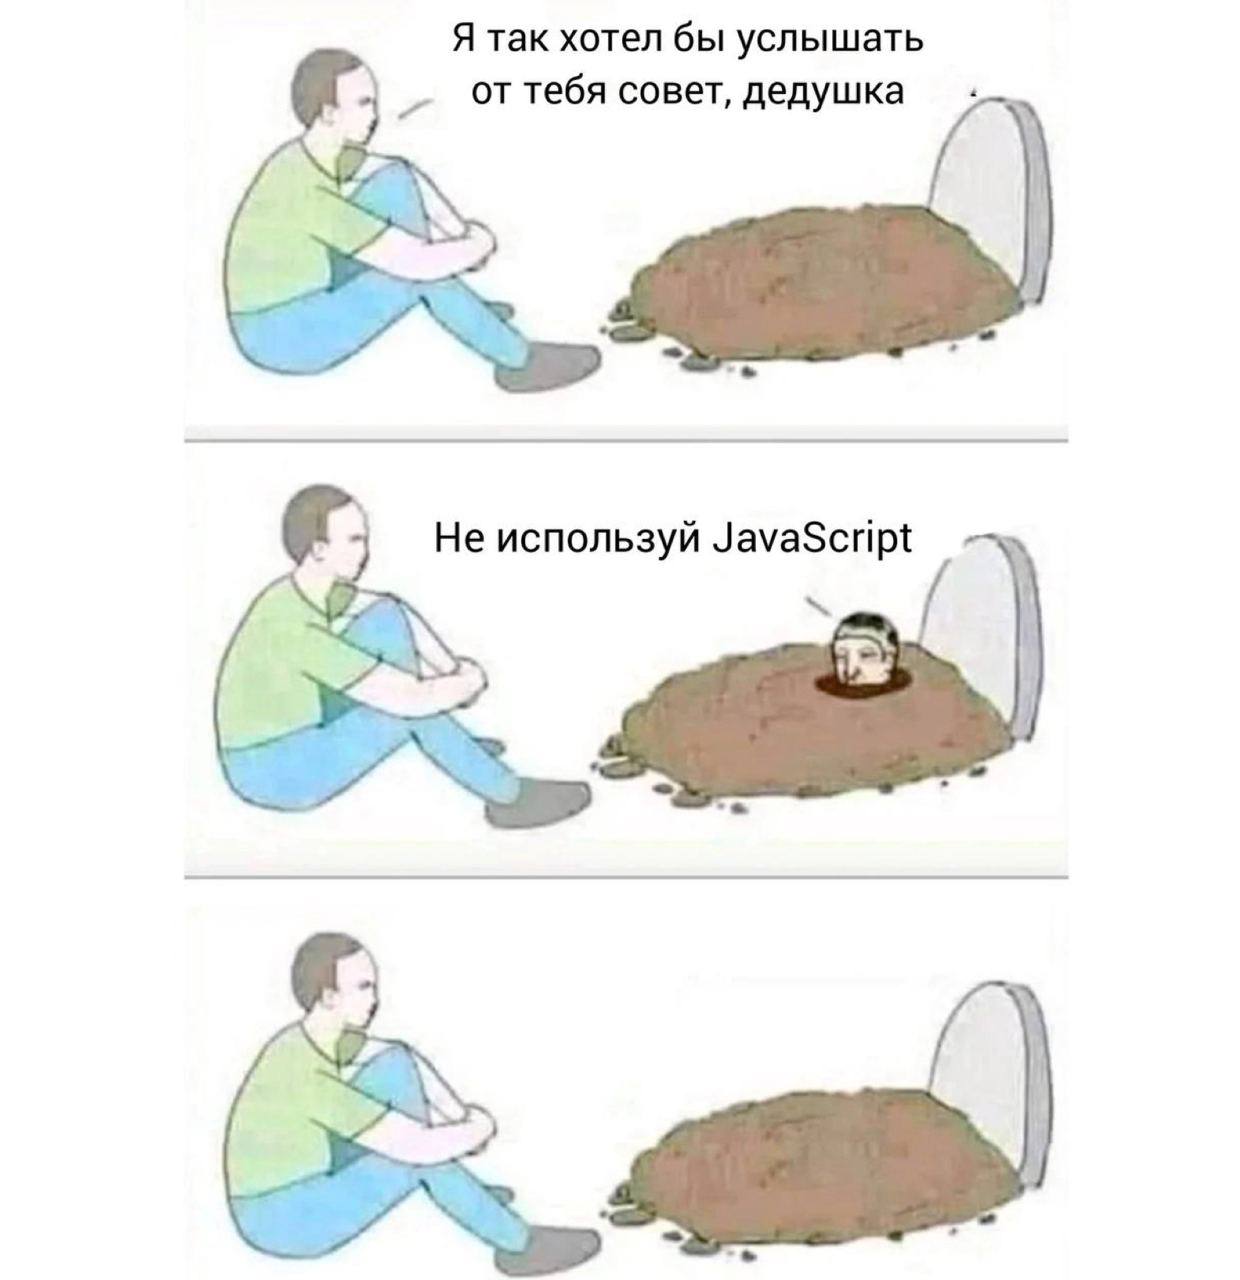 Я так хотел бы услышать
от тебя совет, дедушка
Не используй JavaScript